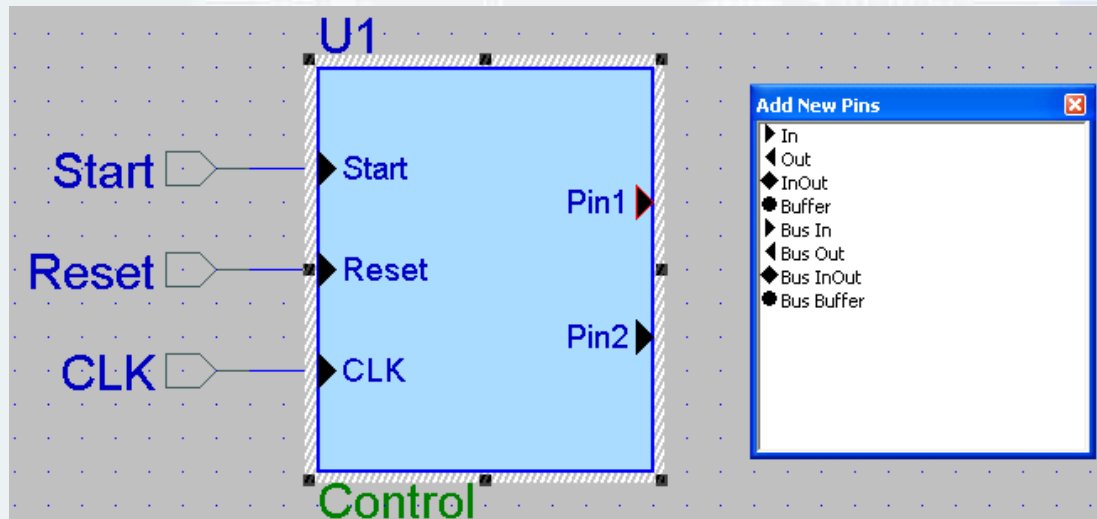 U1
Start
Start
Pin1
Reset
Reset
Pin2
CLK
CLK
Control
Add New Pins
In
Out
InOut
Buffer
Bus In
Bus Out
Bus InOut
Bus Buffer